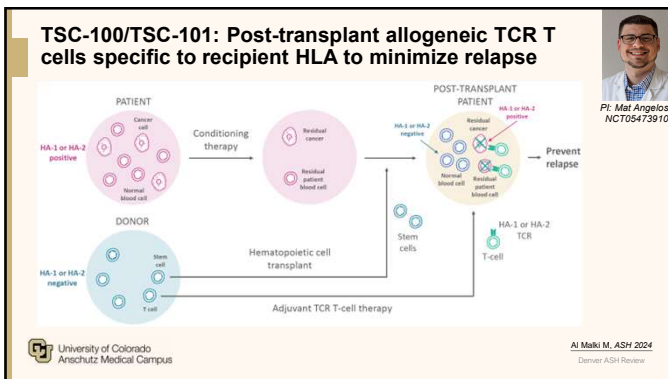 TSC-100/TSC-101: Post-transplant allogeneic TCR T
cells specific to recipient HLA to minimize relapse
PI: Mat Angelos
NCT05473910
PATIENT
Cancer
cell
HA-1 or HA-2
positive
Normal
blood cell
Conditioning
therapy
Residual
cancer
Residual
patient
blood cell
POST-TRANSPLANT
PATIENT
HA-1 or HA-2
positive
HA-1 or HA-2
negative
Residual
cancer
Normal
blood cell
Residual
patient
blood cell
Prevent
relapse
DONOR
HA-1 or HA-2
negative
Stem
cell
T cell
Hematopoietic cell
transplant
Stem
cells
HA-1 or HA-2
TCR
T-cell
Adjuvant TCR T-cell therapy
University of Colorado
Anschutz Medical Campus
Al Malki M, ASH 2024
Denver ASH Review